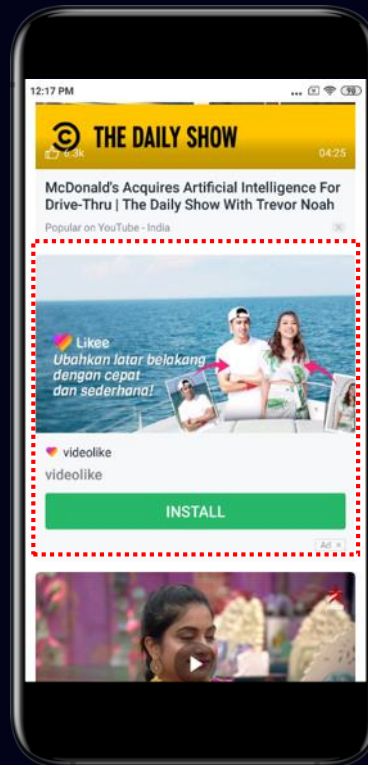 12:17 PM
90
THE DAILY SHOW
6.3k
04:25
McDonald's Acquires Artificial Intelligence For
Drive-Thru | The Daily Show With Trevor Noah
Popular on YouTube - India
Likee
Ubahkan latar belakang
dengan cepat
dan sederhana!
videolike
videolike
INSTALL
Ad